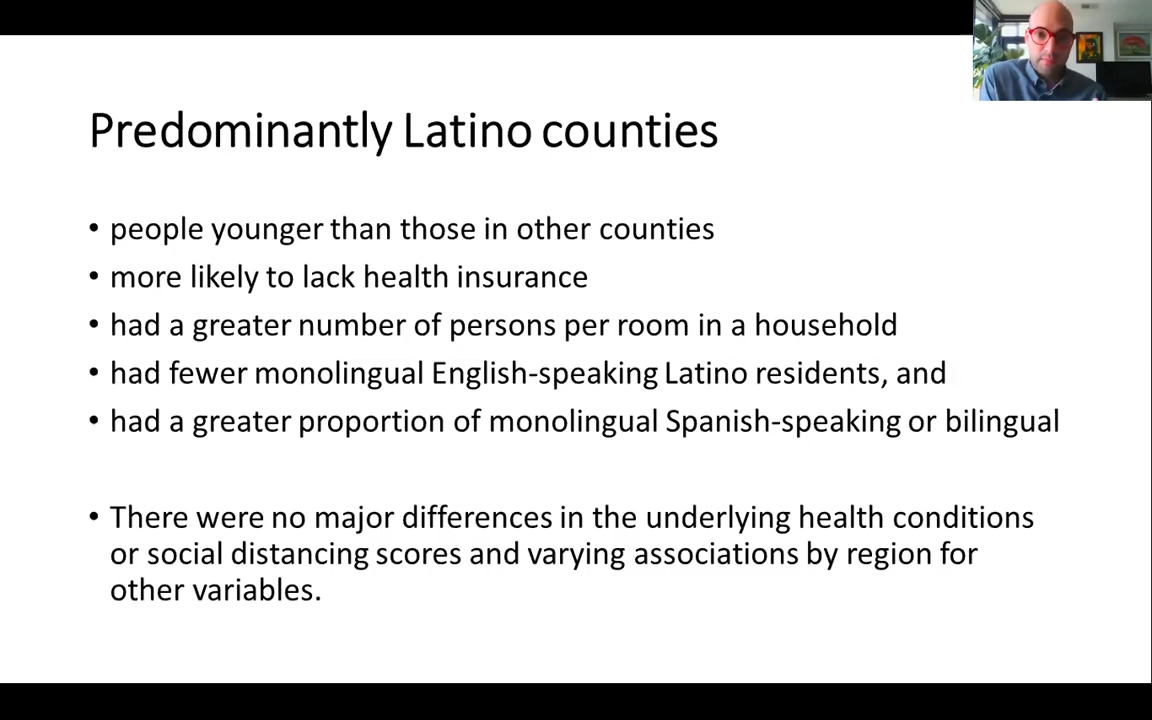 Predominantly Latino counties
• people younger than those in other counties
• more likely to lack health insurance
• had a greater number of persons per room in a household
• had fewer monolingual English-speaking Latino residents, and
• had a greater proportion of monolingual Spanish-speaking or bilingual
• There were no major differences in the underlying health conditions
or social distancing scores and varying associations by region for
other variables.